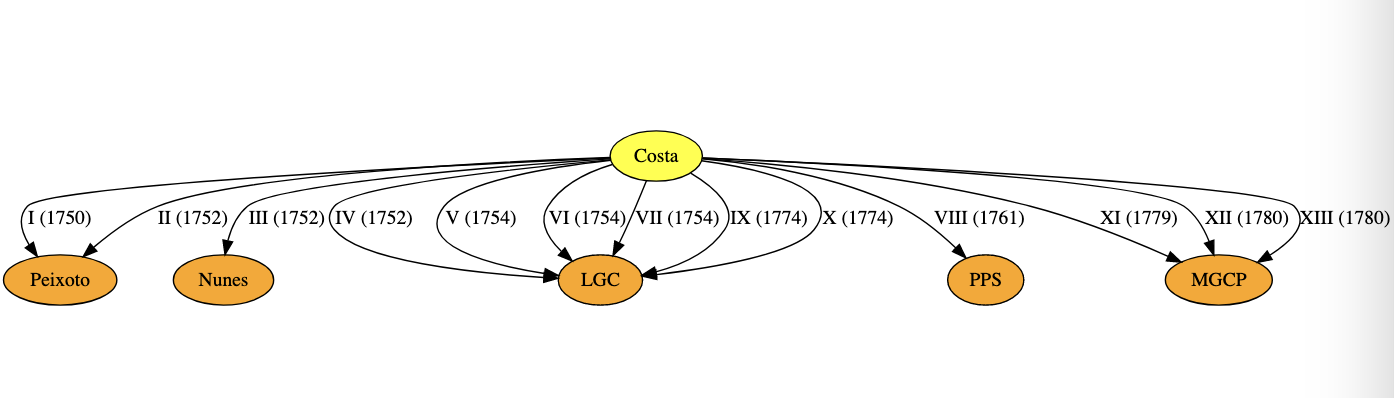 Costa
I (1750)
II (1752)
III (1752)
IV (1752)
V (1754)
VI (1754)
VII (1754)
IX (1774)
X (1774)
VIII (1761)
XI (1779)
XII (1780)
XIII (1780)
Peixoto
Nunes
LGC
PPS
MGCP